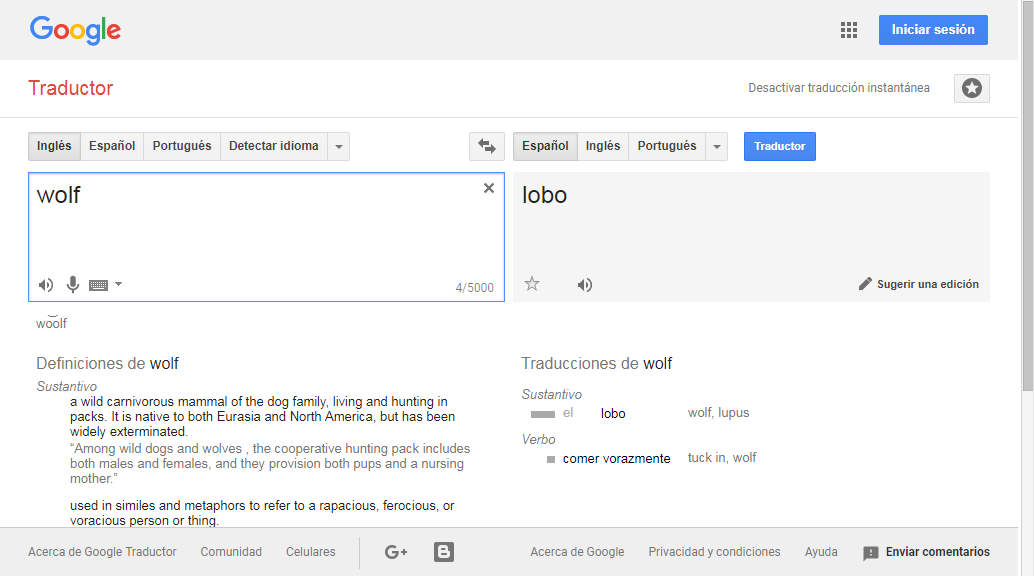 Google
Iniciar sesión
Traductor
Desactivar traducción instantánea
Inglés Español Português Detectar idioma
Español Inglés Português Traductor
wolf
lobo
4/5000
Sugerir una edición
wo͝olf
Definiciones de wolf
Sustantivo
a wild carnivorous mammal of the dog family, living and hunting in
packs. It is native to both Eurasia and North America, but has been
widely exterminated.
“Among wild dogs and wolves , the cooperative hunting pack includes
both males and females, and they provision both pups and a nursing
mother.”
used in similes and metaphors to refer to a rapacious, ferocious, or
voracious person or thing.
Traducciones de wolf
Sustantivo
el lobo wolf, lupus
Verbo
comer vorazmente tuck in, wolf
Acerca de Google Traductor Comunidad Celulares G+ B Acerca de Google Privacidad y condiciones Ayuda Enviar comentarios